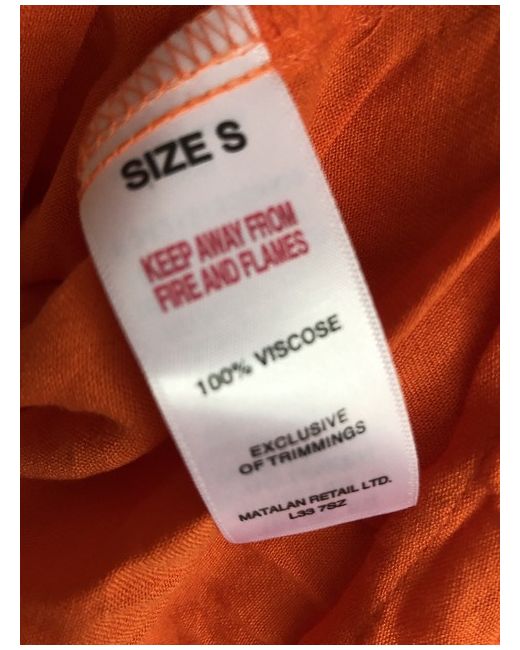 SIZE S
KEEP AWAY FROM
FIRE AND FLAMES
100% VISCOSE
EXCLUSIVE
OF TRIMMINGS
MATALAN RETAIL LTD.
L33 7SZ